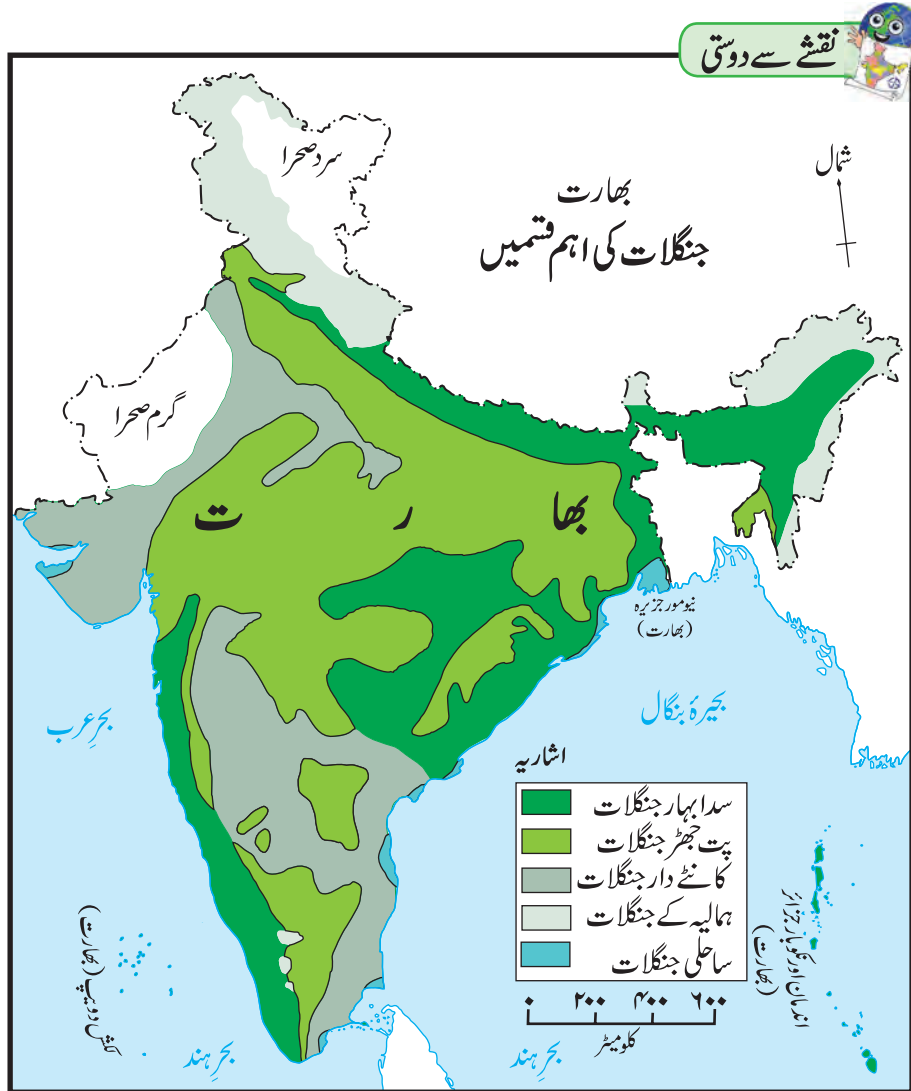 نقشے سے دوستی
شمال
بھارت
جنگلات کی اہم قسمیں
سرد صحرا
گرم صحرا
بھا ر ت
نیومور جزیرہ
(بھارت)
بحیرۂ بنگال
بحرِ عرب
اشاریہ
سدا بہار جنگلات
پت جھڑ جنگلات
کانٹے دار جنگلات
ہمالیہ کے جنگلات
ساحلی جنگلات
۰ ۲۰۰ ۴۰۰ ۶۰۰
کلومیٹر
لکش دویپ (بھارت)
انڈمان اور نکوبار جزائر
(بھارت)
بحرِ ہند
بحرِ ہند